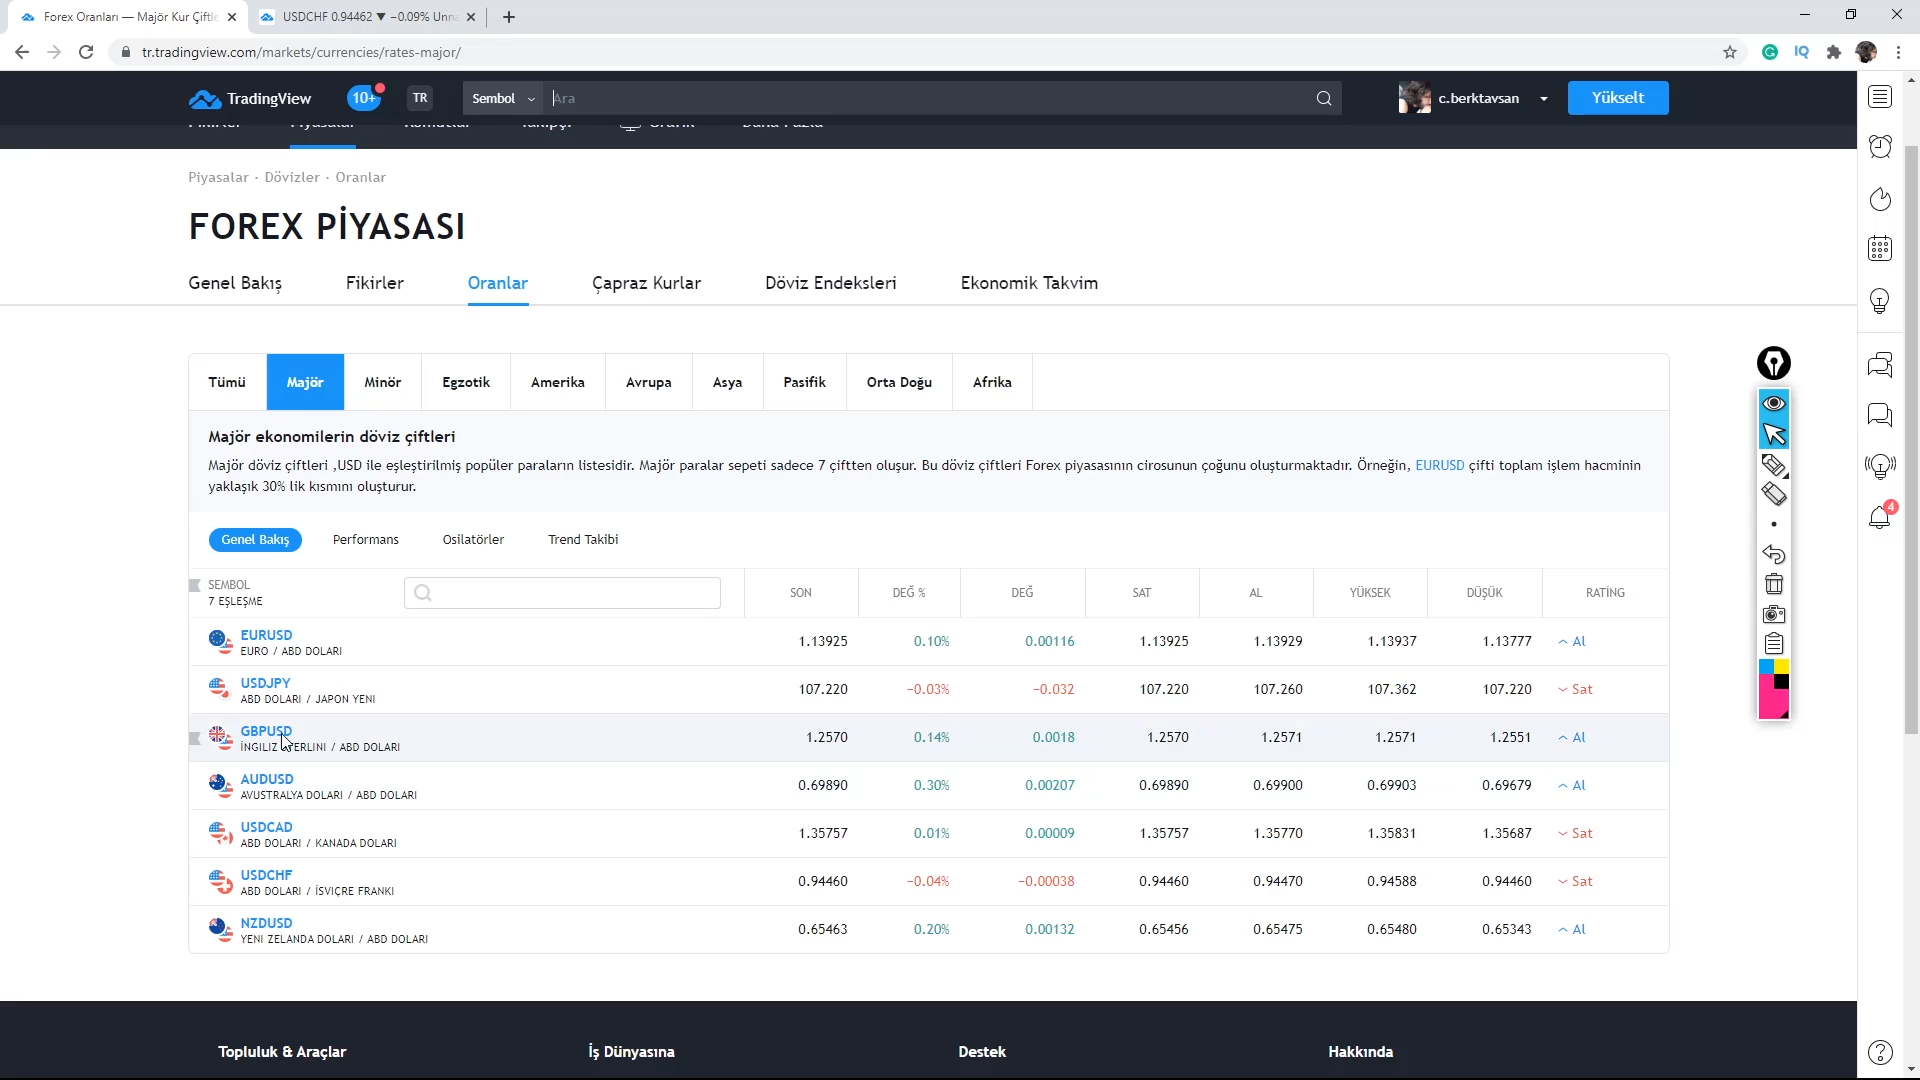 Forex Oranları — Majör Kur Çiftle
USDCHF 0.94462 ▼ −0.09% Unna
tr.tradingview.com/markets/currencies/rates-major/
TradingView
10+
TR
Sembol
Ara
c.berktavsan
Yükselt
Piyasalar · Dövizler · Oranlar
FOREX PİYASASI
Genel Bakış Fikirler Oranlar Çapraz Kurlar Döviz Endeksleri Ekonomik Takvim
Tümü Majör Minör Egzotik Amerika Avrupa Asya Pasifik Orta Doğu Afrika
Majör ekonomilerin döviz çiftleri
Majör döviz çiftleri ,USD ile eşleştirilmiş popüler paraların listesidir. Majör paralar sepeti sadece 7 çiftten oluşur. Bu döviz çiftleri Forex piyasasının cirosunun çoğunu oluşturmaktadır. Örneğin, EURUSD çifti toplam işlem hacminin
yaklaşık 30% lik kısmını oluşturur.
Genel Bakış Performans Osilatörler Trend Takibi
SEMBOL
7 EŞLEŞME
SON DEĞ % DEĞ SAT AL YÜKSEK DÜŞÜK RATİNG
EURUSD
EURO / ABD DOLARI
1.13925 0.10% 0.00116 1.13925 1.13929 1.13937 1.13777 Al
USDJPY
ABD DOLARI / JAPON YENI
107.220 −0.03% −0.032 107.220 107.260 107.362 107.220 Sat
GBPUSD
İNGILIZ / ABD DOLARI
1.2570 0.14% 0.0018 1.2570 1.2571 1.2571 1.2551 Al
AUDUSD
AVUSTRALYA DOLARI / ABD DOLARI
0.69890 0.30% 0.00207 0.69890 0.69900 0.69903 0.69679 Al
USDCAD
ABD DOLARI / KANADA DOLARI
1.35757 0.01% 0.00009 1.35757 1.35770 1.35831 1.35687 Sat
USDCHF
ABD DOLARI / İSVIÇRE FRANKI
0.94460 −0.04% −0.00038 0.94460 0.94470 0.94588 0.94460 Sat
NZDUSD
YENI ZELANDA DOLARI / ABD DOLARI
0.65463 0.20% 0.00132 0.65456 0.65475 0.65480 0.65343 Al
4
Topluluk & Araçlar İş Dünyasına Destek Hakkında